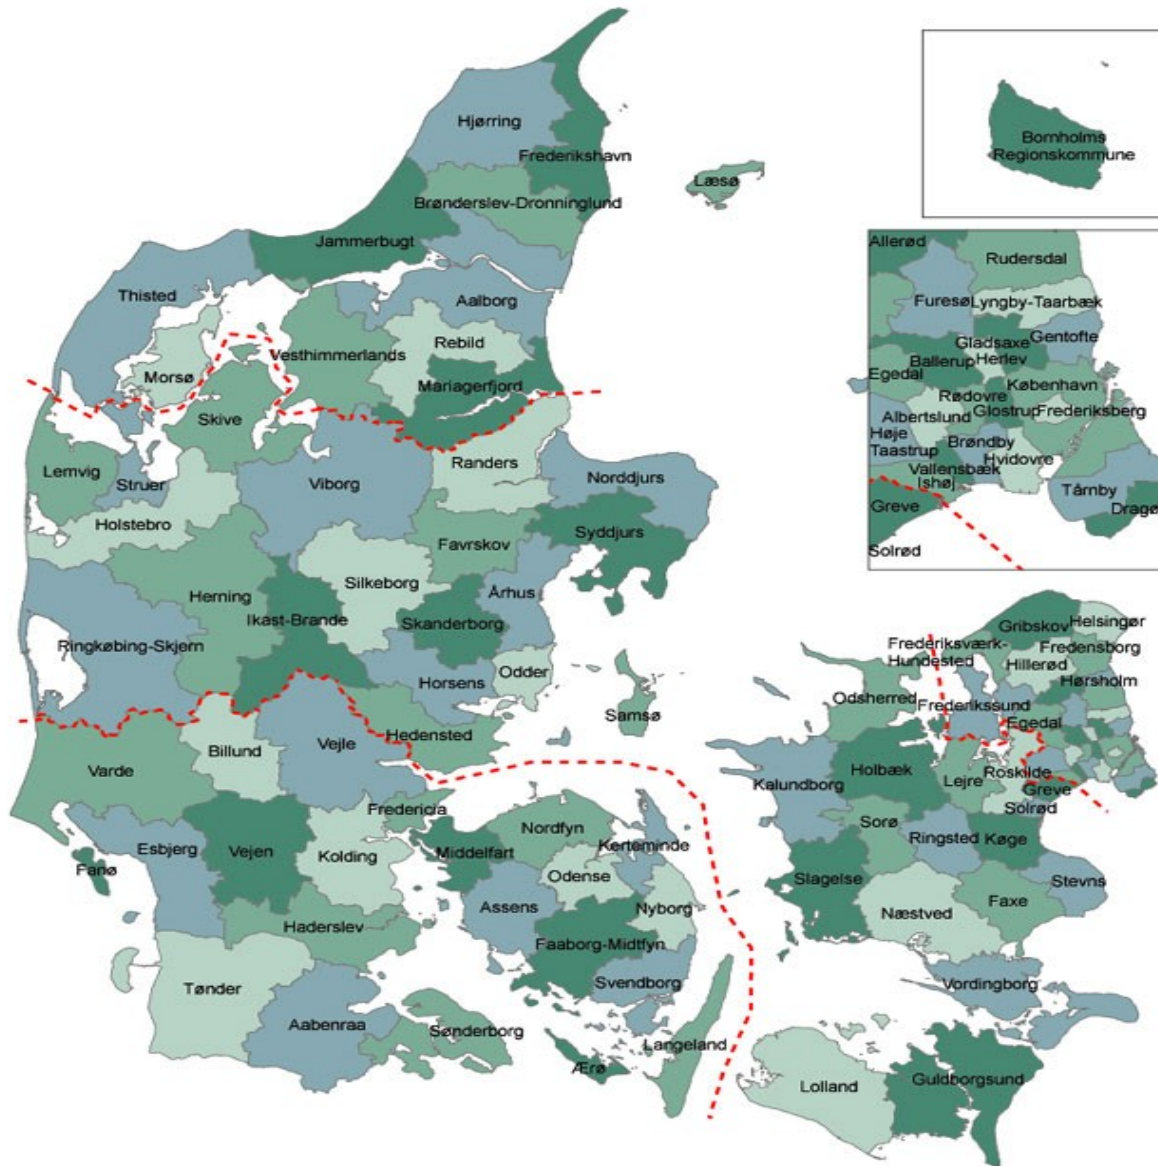 Hjørring
Frederikshavn
Læsø
Brønderslev-Dronninglund
Jammerbugt
Thisted
Aalborg
Vesthimmerlands
Rebild
Morsø
Mariagerfjord
Skive
Lemvig
Struer
Viborg
Randers
Norddjurs
Holstebro
Syddjurs
Favrskov
Silkeborg
Herning
Århus
Ikast-Brande
Skanderborg
Ringkøbing-Skjern
Odder
Horsens
Samsø
Hedensted
Billund
Vejle
Varde
Fredericia
Nordfyn
Esbjerg
Vejen
Kolding
Middelfart
Kerteminde
Fanø
Odense
Assens
Nyborg
Haderslev
Faaborg-Midtfyn
Svendborg
Tønder
Aabenraa
Sønderborg
Langeland
Ærø
Bornholms
Regionskommune
Allerød
Rudersdal
Furesø
Lyngby-Taarbæk
Gladsaxe
Gentofte
Ballerup
Herlev
Egedal
København
Rødovre
Albertslund
Glostrup
Frederiksberg
Høje
Taastrup
Brøndby
Hvidovre
Vallensbæk
Ishøj
Tårnby
Greve
Dragø
Solrød
Gribskov
Helsingør
Frederiksværk-
Hundested
Fredensborg
Hillerød
Hørsholm
Odsherred
Frederikssund
Egedal
Holbæk
Kalundborg
Lejre
Roskilde
Greve
Solrød
Sorø
Ringsted
Køge
Slagelse
Stevns
Næstved
Faxe
Vordingborg
Lolland
Guldborgsund